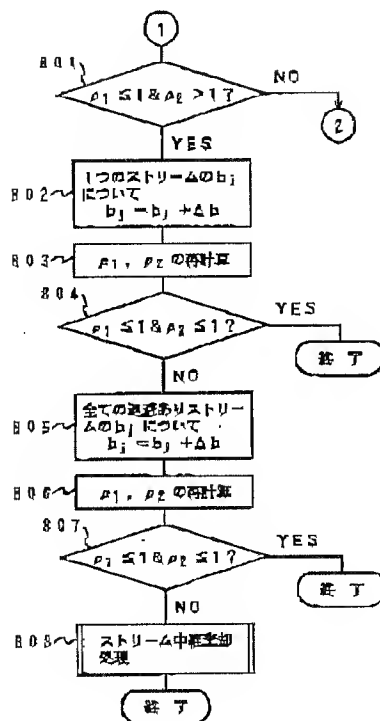 1
801
ρ₁ ≤ 1 & ρ₂ > 1 ?
NO
2
YES
802
1つのストリームのbⱼ
について
bⱼ = bⱼ + Δb
803
ρ₁, ρ₂ の再計算
804
ρ₁ ≤ 1 & ρ₂ ≤ 1 ?
YES
終了
NO
805
全ての遅延ありストリー
ムのbⱼ について
bⱼ = bⱼ + Δb
806
ρ₁, ρ₂ の再計算
807
ρ₁ ≤ 1 & ρ₂ ≤ 1 ?
YES
終了
NO
808
ストリーム中継
処理
終了